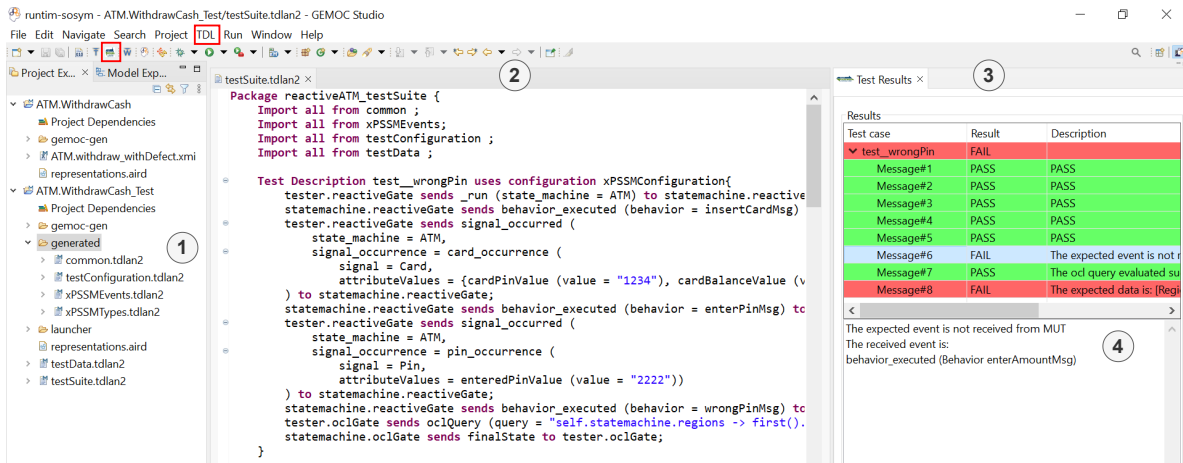 runtim-sosym - ATM.WithdrawCash_Test/testSuite.tdlan2 - GEMOC Studio
File Edit Navigate Search Project TDL Run Window Help
Project Ex... × Model Exp...
ATM.WithdrawCash
Project Dependencies
gemoc-gen
ATM.withdraw_withDefect.xmi
representations.aird
ATM.WithdrawCash_Test
Project Dependencies
gemoc-gen
generated
common.tdlan2
testConfiguration.tdlan2
xPSSMEvents.tdlan2
xPSSMTypes.tdlan2
launcher
representations.aird
testData.tdlan2
testSuite.tdlan2
1
testSuite.tdlan2 ×
2
Package reactiveATM_testSuite {
Import all from common ;
Import all from xPSSMEvents;
Import all from testConfiguration ;
Import all from testData ;
Test Description test__wrongPin uses configuration xPSSMConfiguration{
tester.reactiveGate sends _run (state_machine = ATM) to statemachine.reactive
statemachine.reactiveGate sends behavior_executed (behavior = insertCardMsg)
tester.reactiveGate sends signal_occurred (
state_machine = ATM,
signal_occurrence = card_occurrence (
signal = Card,
attributeValues = {cardPinValue (value = "1234"), cardBalanceValue (v
) to statemachine.reactiveGate;
statemachine.reactiveGate sends behavior_executed (behavior = enterPinMsg) to
tester.reactiveGate sends signal_occurred (
state_machine = ATM,
signal_occurrence = pin_occurrence (
signal = Pin,
attributeValues = enteredPinValue (value = "2222"))
) to statemachine.reactiveGate;
statemachine.reactiveGate sends behavior_executed (behavior = wrongPinMsg) to
tester.oclGate sends oclQuery (query = "self.statemachine.regions -> first().
statemachine.oclGate sends finalState to tester.oclGate;
}
Test Results ×
3
Results
Test case Result Description
test__wrongPin FAIL
Message#1 PASS PASS
Message#2 PASS PASS
Message#3 PASS PASS
Message#4 PASS PASS
Message#5 PASS PASS
Message#6 FAIL The expected event is not r
Message#7 PASS The ocl query evaluated su
Message#8 FAIL The expected data is: [Regi
The expected event is not received from MUT
The received event is:
behavior_executed (Behavior enterAmountMsg)
4